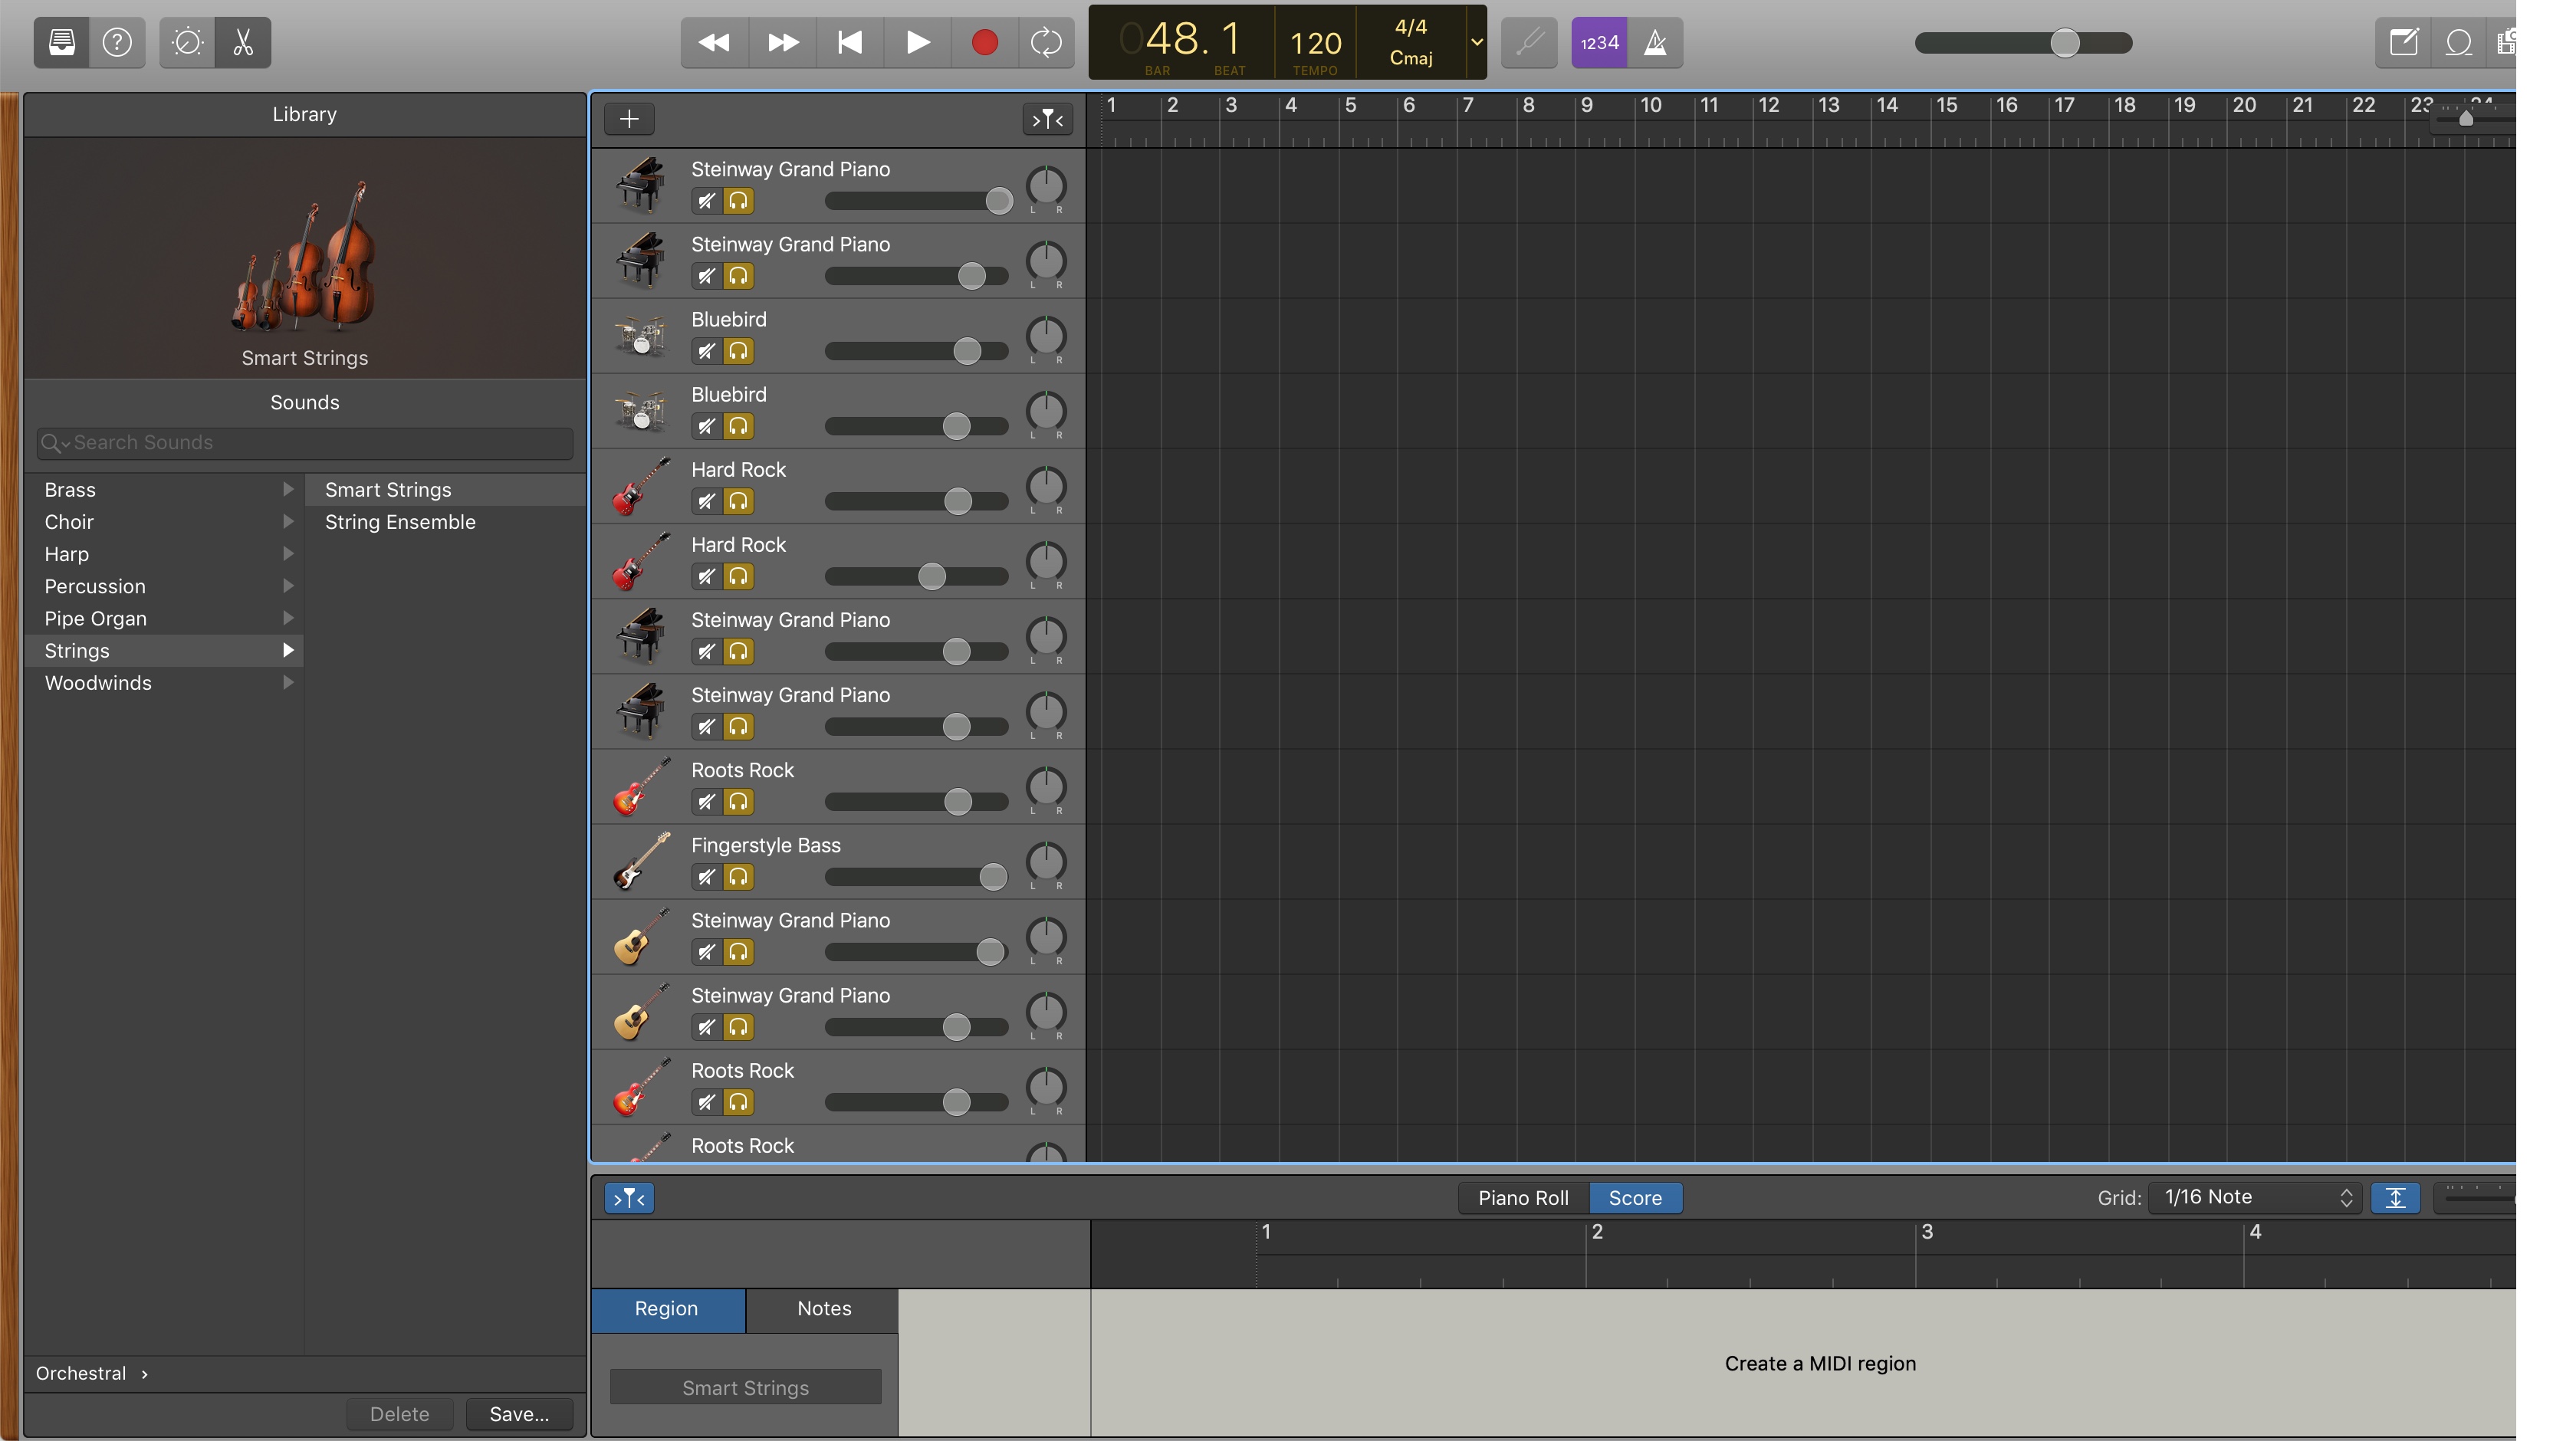 048. 1
BAR BEAT
120
TEMPO
4/4
Cmaj
1234
Library
Smart Strings
Sounds
Search Sounds
Brass
Choir
Harp
Percussion
Pipe Organ
Strings
Woodwinds
Smart Strings
String Ensemble
Orchestral
Delete Save...
1 2 3 4 5 6 7 8 9 10 11 12 13 14 15 16 17 18 19 20 21 22 23 24
Steinway Grand Piano
L R
Steinway Grand Piano
L R
Bluebird
L R
Bluebird
L R
Hard Rock
L R
Hard Rock
L R
Steinway Grand Piano
L R
Steinway Grand Piano
L R
Roots Rock
L R
Fingerstyle Bass
L R
Steinway Grand Piano
L R
Steinway Grand Piano
L R
Roots Rock
L R
Roots Rock
Piano Roll Score
Grid: 1/16 Note
1 2 3 4
Region Notes
Smart Strings
Create a MIDI region